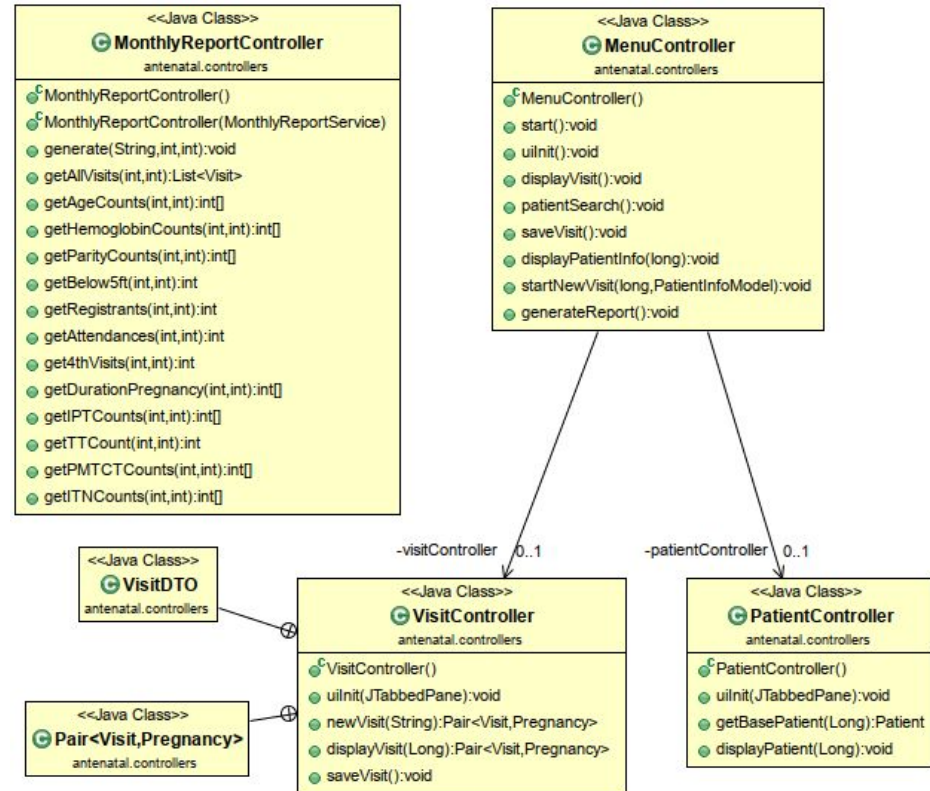 <<Java Class>>
MonthlyReportController
antenatal.controllers
MonthlyReportController()
MonthlyReportController(MonthlyReportService)
generate(String,int,int):void
getAllVisits(int,int):List<Visit>
getAgeCounts(int,int):int[]
getHemoglobinCounts(int,int):int[]
getParityCounts(int,int):int[]
getBelow5ft(int,int):int
getRegistrants(int,int):int
getAttendances(int,int):int
get4thVisits(int,int):int
getDurationPregnancy(int,int):int[]
getIPTCounts(int,int):int[]
getTTCount(int,int):int
getPMTCTCounts(int,int):int[]
getITNCounts(int,int):int[]
<<Java Class>>
MenuController
antenatal.controllers
MenuController()
start():void
uiInit():void
displayVisit():void
patientSearch():void
saveVisit():void
displayPatientInfo(long):void
startNewVisit(long,PatientInfoModel):void
generateReport():void
-visitController 0..1
-patientController 0..1
<<Java Class>>
VisitDTO
antenatal.controllers
<<Java Class>>
Pair<Visit,Pregnancy>
antenatal.controllers
<<Java Class>>
VisitController
antenatal.controllers
VisitController()
uiInit(JTabbedPane):void
newVisit(String):Pair<Visit,Pregnancy>
displayVisit(Long):Pair<Visit,Pregnancy>
saveVisit():void
<<Java Class>>
PatientController
antenatal.controllers
PatientController()
uiInit(JTabbedPane):void
getBasePatient(Long):Patient
displayPatient(Long):void